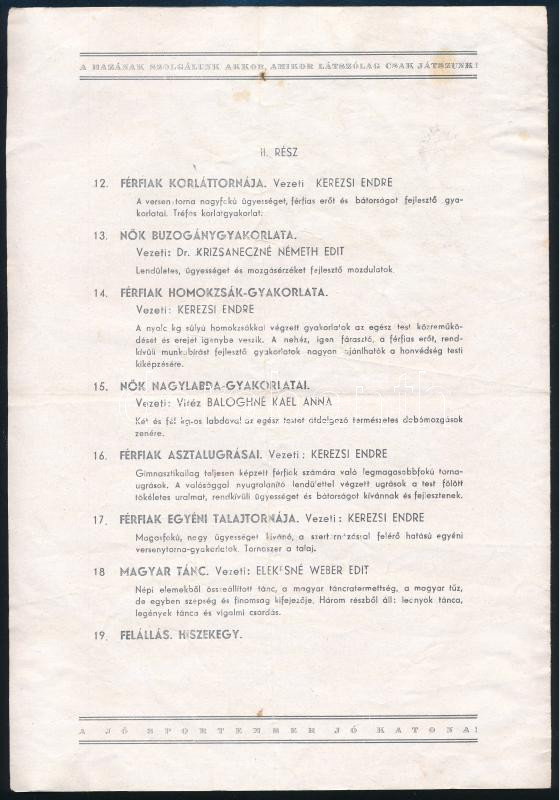 A HAZÁNAK SZOLGÁLUNK AKKOR, AMIKOR LÁTSZÓLAG CSAK JÁTSZUNK!
II. RÉSZ
12. FÉRFIAK KORLÁTTORNÁJA. Vezeti KEREZSI ENDRE
A versenytorna nagyfokú ügyességet, férfias erőt és bátorságot fejlesztő gya-
korlatai. Tréfás korlátgyakorlat.
13. NŐK BUZOGÁNYGYAKORLATA.
Vezeti: Dr. KRIZSANECZNÉ NÉMETH EDIT
Lendületes, ügyességet és mozgásérzéket fejlesztő mozdulatok.
14. FÉRFIAK HOMOKZSÁK-GYAKORLATA.
Vezeti: KEREZSI ENDRE
A nyolc kg súlyú homokzsákkal végzett gyakorlatok az egész test közreműkö-
dését és erejét igénybe veszik. A nehéz, igen fárasztó, a férfias erőt, rend-
kívüli munkabírást fejlesztő gyakorlatok nagyon ajánlhatók a honvédség testi
kiképzésére.
15. NŐK NAGYLABDA-GYAKORLATAI.
Vezeti: Vitéz BALOGHNÉ KAEL ANNA
Két és fél kg-os labdával az egész testet átdolgozó természetes dobómozgások
zenére.
16. FÉRFIAK ASZTALUGRÁSAI. Vezeti: KEREZSI ENDRE
Gimnasztikailag teljesen képzett férfiak számára való legmagasabbfokú torna-
ugrások. A valósággal nyugtalanító lendülettel végzett ugrások a test fölött
tökéletes uralmat, rendkívüli ügyességet és bátorságot kívánnak és fejlesztenek.
17. FÉRFIAK EGYÉNI TALAJTORNÁJA. Vezeti: KEREZSI ENDRE
Magasfokú, nagy ügyességet kívánó, a szertornázással felérő hatású egyéni
versenytorna-gyakorlatok. Tornaszer a talaj.
18 MAGYAR TÁNC. Vezeti: ELEKESNÉ WEBER EDIT
Népi elemekből összeállított tánc, a magyar táncratermettség, a magyar tűz,
de egyben szépség és finomság kifejezője. Három részből áll: leányok tánca,
legények tánca és vigalmi csárdás.
19. FELÁLLÁS. HISZEKEGY.
A JÓ SPORTEMBER JÓ KATONA!